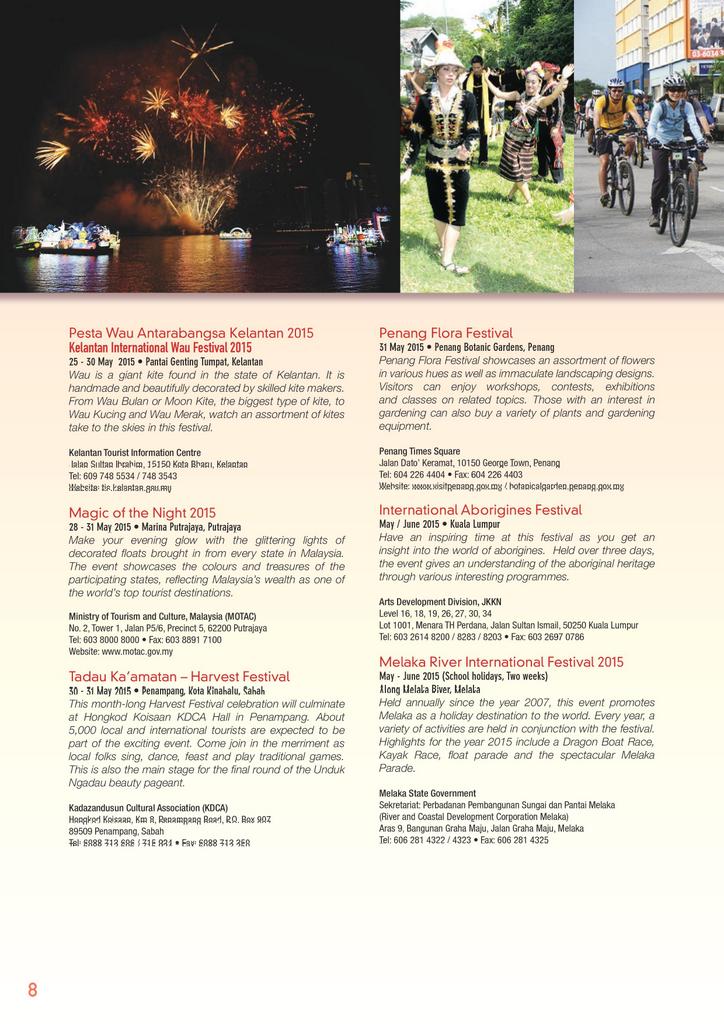 03-6034
Pesta Wau Antarabangsa Kelantan 2015
Kelantan International Wau Festival 2015
25 - 30 May 2015 • Pantai Genting Tumpat, Kelantan
Wau is a giant kite found in the state of Kelantan. It is
handmade and beautifully decorated by skilled kite makers.
From Wau Bulan or Moon Kite, the biggest type of kite, to
Wau Kucing and Wau Merak, watch an assortment of kites
take to the skies in this festival.
Kelantan Tourist Information Centre
Jalan Sultan Ibrahim, 15150 Kota Bharu, Kelantan
Tel: 609 748 5534 / 748 3543
Website: tic.kelantan.gov.my
Magic of the Night 2015
28 - 31 May 2015 • Marina Putrajaya, Putrajaya
Make your evening glow with the glittering lights of
decorated floats brought in from every state in Malaysia.
The event showcases the colours and treasures of the
participating states, reflecting Malaysia's wealth as one of
the world's top tourist destinations.
Ministry of Tourism and Culture, Malaysia (MOTAC)
No. 2, Tower 1, Jalan P5/6, Precinct 5, 62200 Putrajaya
Tel: 603 8000 8000 • Fax: 603 8891 7100
Website: www.motac.gov.my
Tadau Ka'amatan – Harvest Festival
30 - 31 May 2015 • Penampang, Kota Kinabalu, Sabah
This month-long Harvest Festival celebration will culminate
at Hongkod Koisaan KDCA Hall in Penampang. About
5,000 local and international tourists are expected to be
part of the exciting event. Come join in the merriment as
local folks sing, dance, feast and play traditional games.
This is also the main stage for the final round of the Unduk
Ngadau beauty pageant.
Kadazandusun Cultural Association (KDCA)
Hongkod Koisaan, Km 8, Penampang Road, P.O. Box
89509 Penampang, Sabah
Tel: 6088 713 • Fax: 6088 713
Penang Flora Festival
31 May 2015 • Penang Botanic Gardens, Penang
Penang Flora Festival showcases an assortment of flowers
in various hues as well as immaculate landscaping designs.
Visitors can enjoy workshops, contests, exhibitions
and classes on related topics. Those with an interest in
gardening can also buy a variety of plants and gardening
equipment.
Penang Times Square
Jalan Dato' Keramat, 10150 George Town, Penang
Tel: 604 226 4404 • Fax: 604 226 4403
Website: www.visitpenang.gov.my / botanicalgarden.penang.gov.my
International Aborigines Festival
May / June 2015 • Kuala Lumpur
Have an inspiring time at this festival as you get an
insight into the world of aborigines. Held over three days,
the event gives an understanding of the aboriginal heritage
through various interesting programmes.
Arts Development Division, JKKN
Level 16, 18, 19, 26, 27, 30, 34
Lot 1001, Menara TH Perdana, Jalan Sultan Ismail, 50250 Kuala Lumpur
Tel: 603 2614 8200 / 8283 / 8203 • Fax: 603 2697 0786
Melaka River International Festival 2015
May - June 2015 (School holidays, Two weeks)
Along Melaka River, Melaka
Held annually since the year 2007, this event promotes
Melaka as a holiday destination to the world. Every year, a
variety of activities are held in conjunction with the festival.
Highlights for the year 2015 include a Dragon Boat Race,
Kayak Race, float parade and the spectacular Melaka
Parade.
Melaka State Government
Sekretariat: Perbadanan Pembangunan Sungai dan Pantai Melaka
(River and Coastal Development Corporation Melaka)
Aras 9, Bangunan Graha Maju, Jalan Graha Maju, Melaka
Tel: 606 281 4322 / 4323 • Fax: 606 281 4325
8